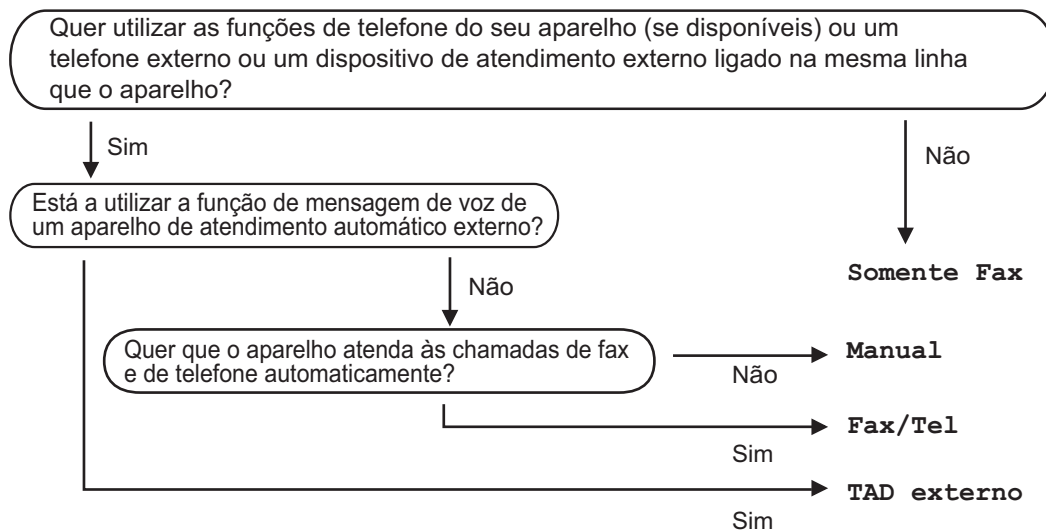 Quer utilizar as funções de telefone do seu aparelho (se disponíveis) ou um
telefone externo ou um dispositivo de atendimento externo ligado na mesma linha
que o aparelho?
Sim
Não
Está a utilizar a função de mensagem de voz de
um aparelho de atendimento automático externo?
Somente Fax
Não
Quer que o aparelho atenda às chamadas de fax
e de telefone automaticamente?
Manual
Não
Fax/Tel
Sim
TAD externo
Sim